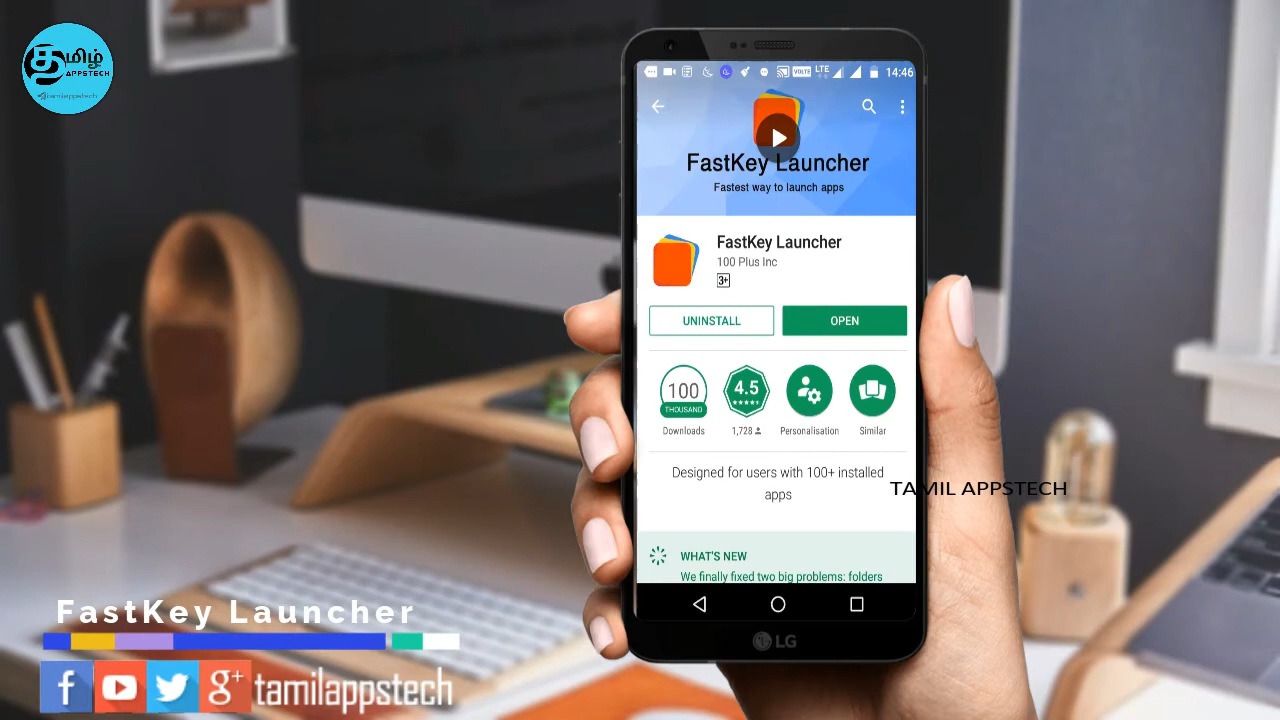 தமிழ்
APPSTECH
tamilappstech
VOLTE
LTE
14:46
FastKey Launcher
Fastest way to launch apps
FastKey Launcher
100 Plus Inc
3+
UNINSTALL
OPEN
100
THOUSAND
4.5
Downloads
1,728
Personalisation
Similar
Designed for users with 100+ installed
apps
TAMIL APPSTECH
WHAT'S NEW
We finally fixed two big problems: folders
LG
FastKey Launcher
f
g+
tamilappstech